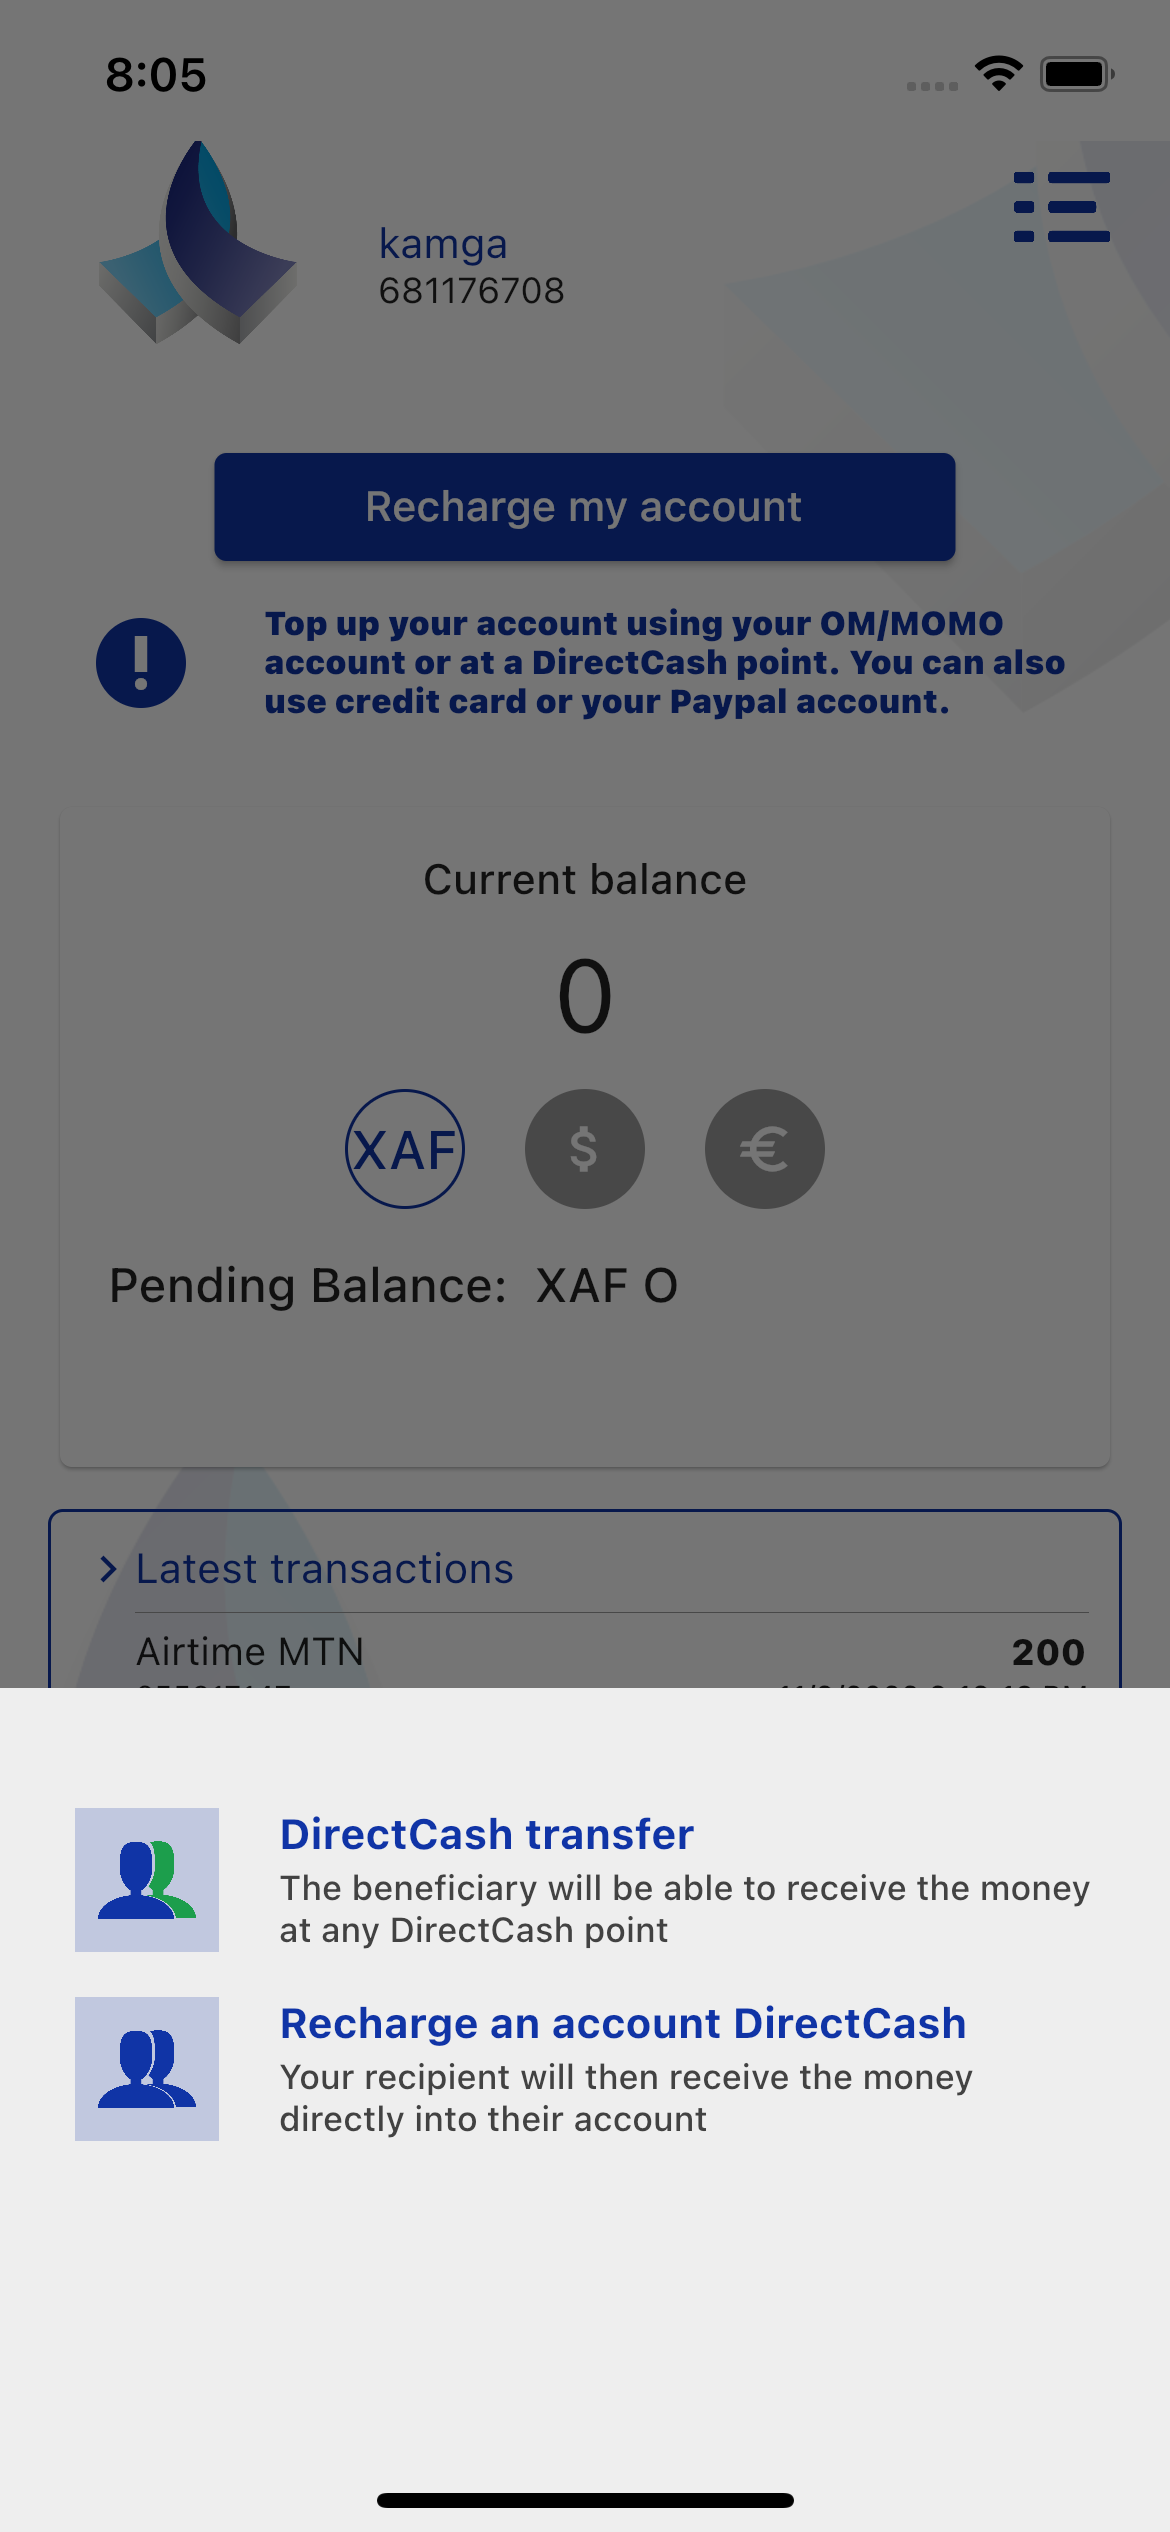 8:05
kamga
681176708
Recharge my account
Top up your account using your OM/MOMO
account or at a DirectCash point. You can also
use credit card or your Paypal account.
Current balance
0
XAF $ €
Pending Balance: XAF O
Latest transactions
Airtime MTN 200
DirectCash transfer
The beneficiary will be able to receive the money
at any DirectCash point
Recharge an account DirectCash
Your recipient will then receive the money
directly into their account